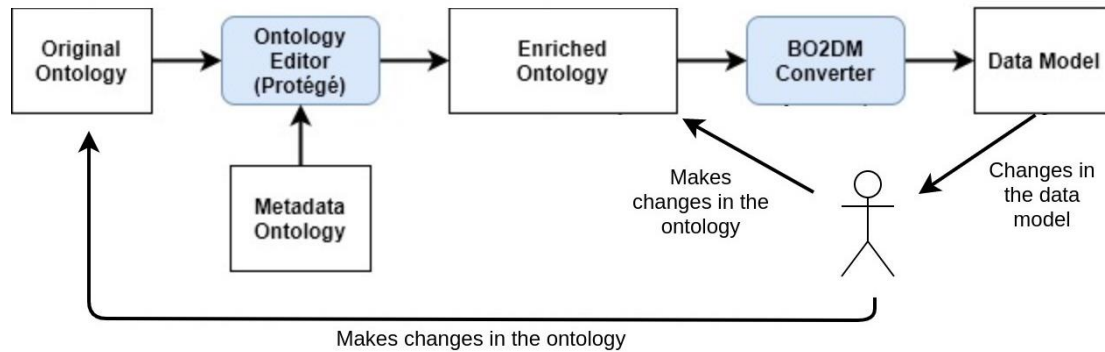 Original
Ontology
Ontology
Editor
(Protégé)
Enriched
Ontology
BO2DM
Converter
Data Model
Metadata
Ontology
Makes
changes in the
ontology
Changes in
the data
model
Makes changes in the ontology